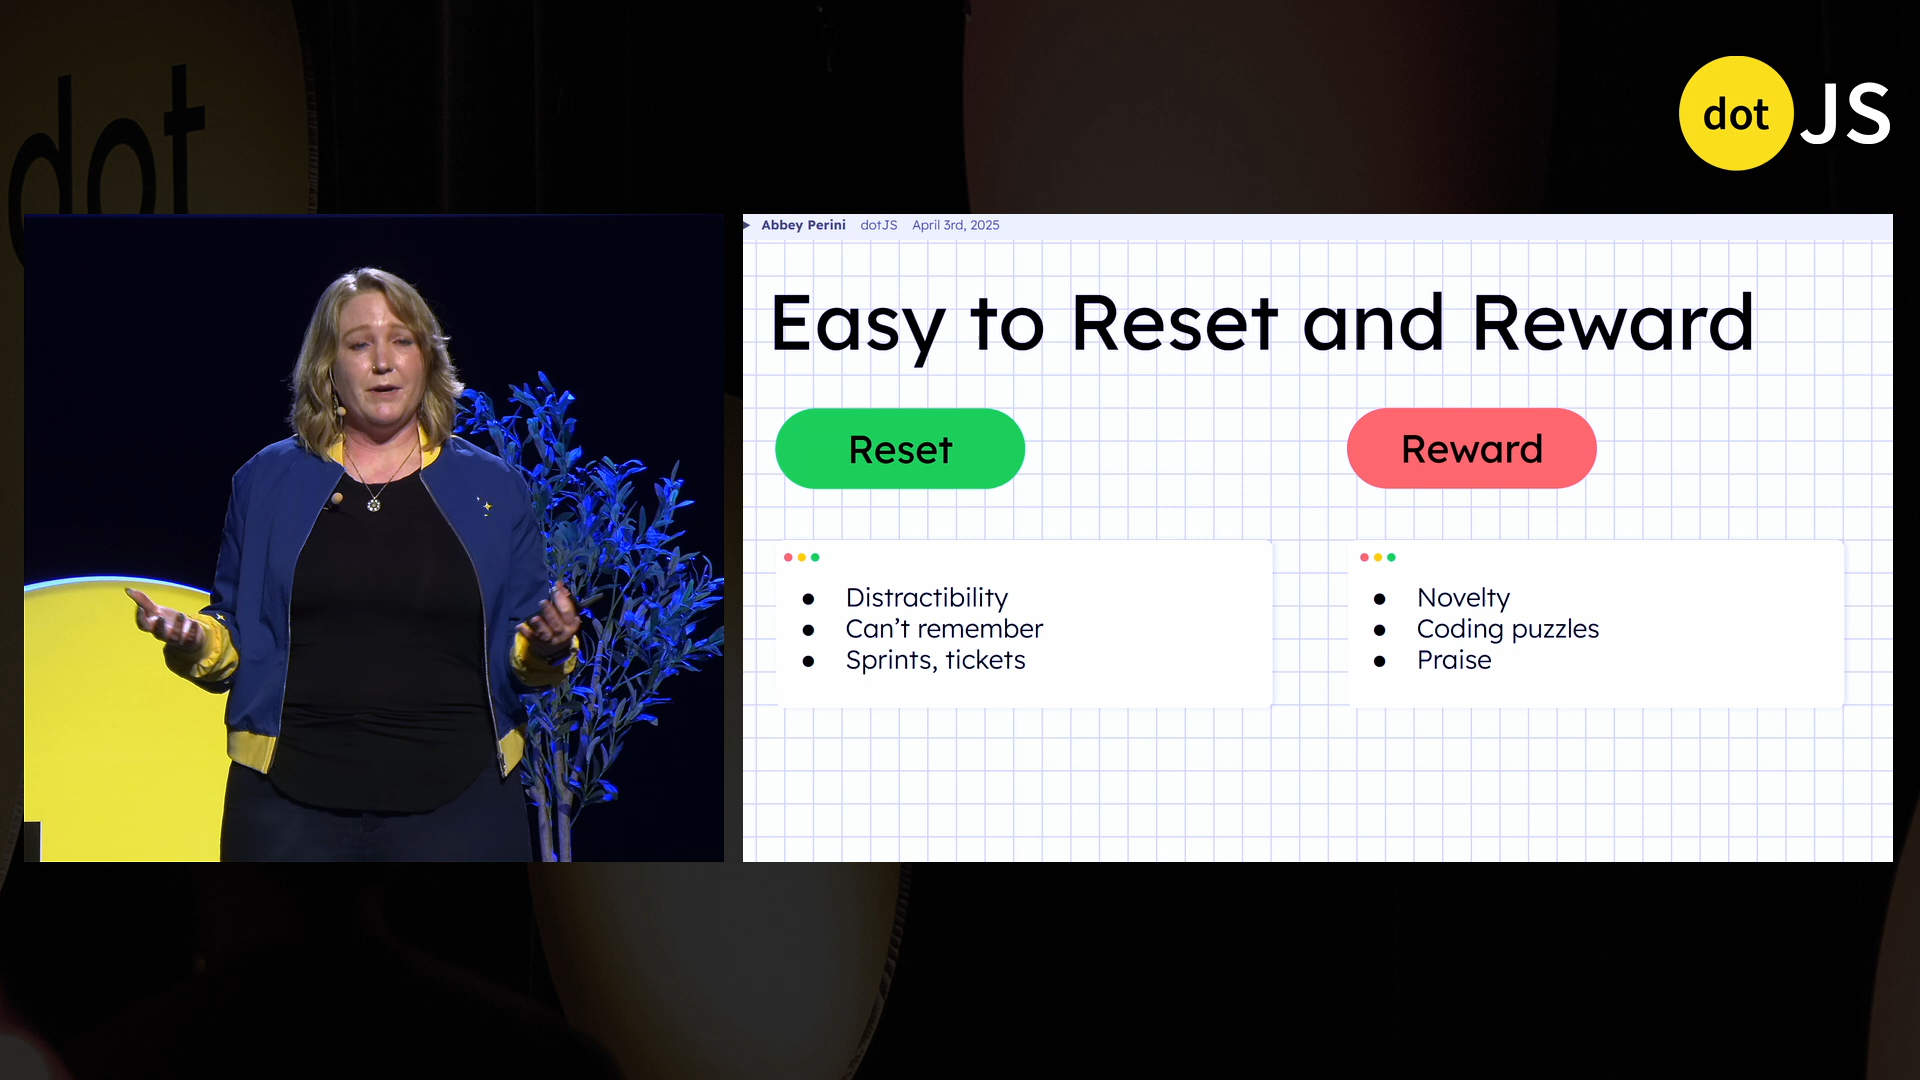 dot
dot JS
Abbey Perini dotJS April 3rd, 2025
Easy to Reset and Reward
Reset
Reward
• Distractibility
• Can't remember
• Sprints, tickets
• Novelty
• Coding puzzles
• Praise